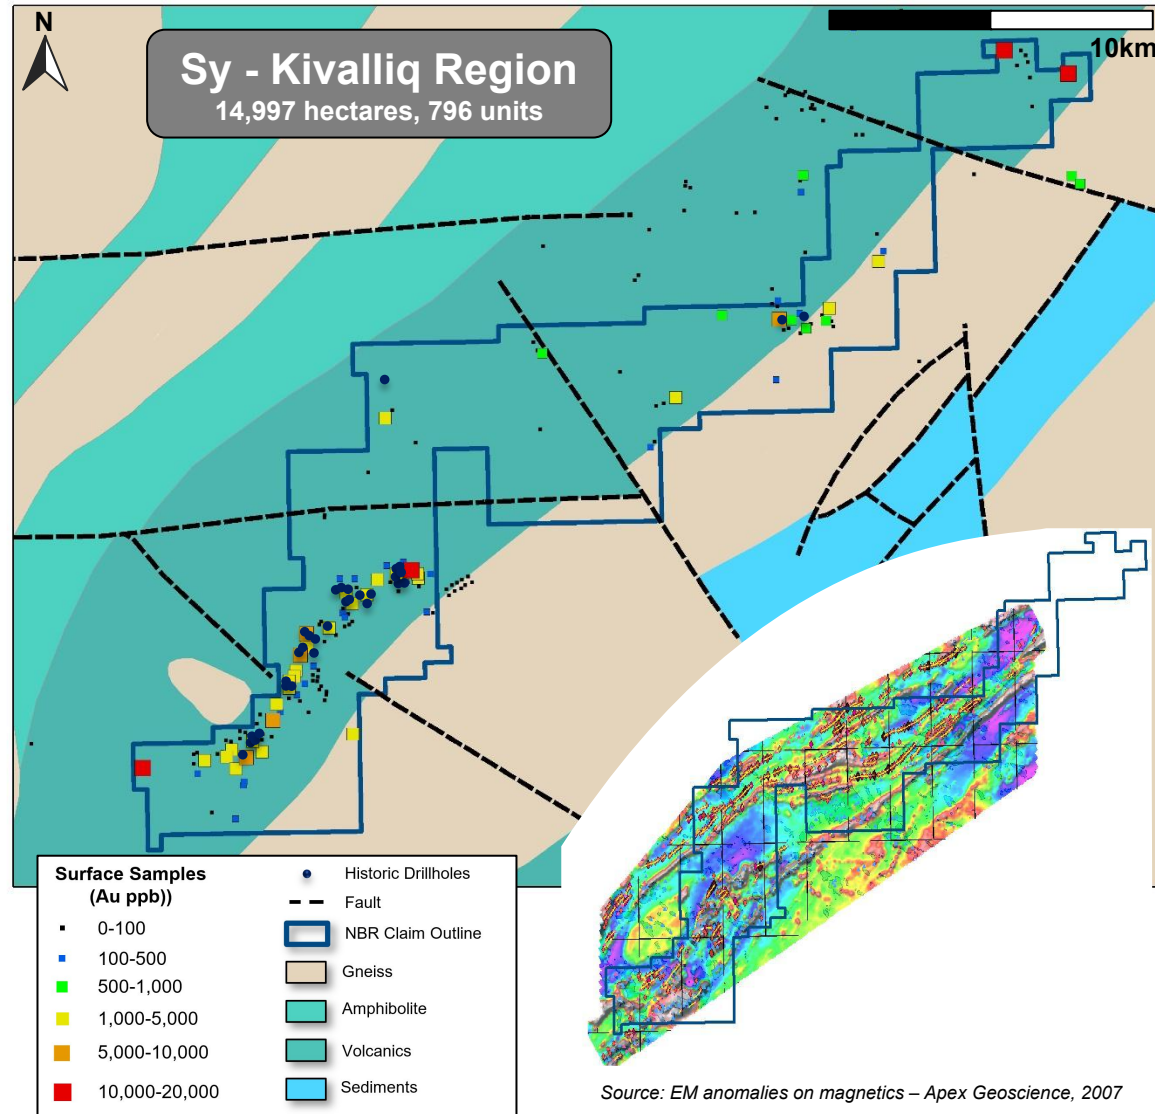 N
Sy - Kivalliq Region
14,997 hectares, 796 units
10km
Surface Samples
(Au ppb))
0-100
100-500
500-1,000
1,000-5,000
5,000-10,000
10,000-20,000
Historic Drillholes
Fault
NBR Claim Outline
Gneiss
Amphibolite
Volcanics
Sediments
Source: EM anomalies on magnetics – Apex Geoscience, 2007